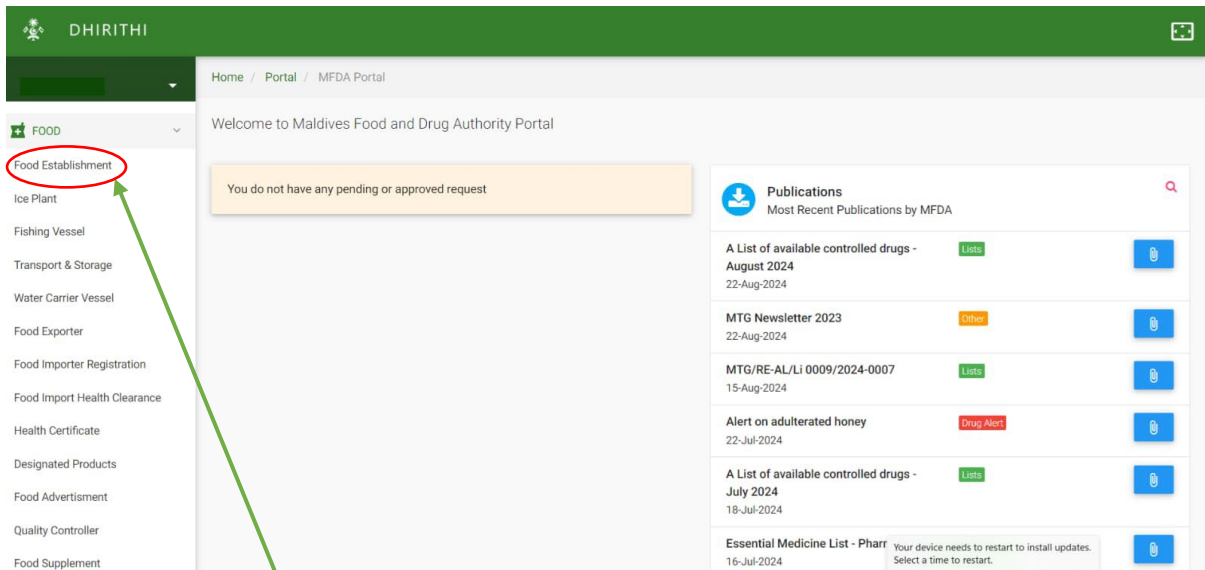 DHIRITHI
Home / Portal / MFDA Portal
FOOD
Food Establishment
Ice Plant
Fishing Vessel
Transport & Storage
Water Carrier Vessel
Food Exporter
Food Importer Registration
Food Import Health Clearance
Health Certificate
Designated Products
Food Advertisment
Quality Controller
Food Supplement
Welcome to Maldives Food and Drug Authority Portal
You do not have any pending or approved request
Publications
Most Recent Publications by MFDA
A List of available controlled drugs - Lists
August 2024
22-Aug-2024
MTG Newsletter 2023 Other
22-Aug-2024
MTG/RE-AL/Li 0009/2024-0007 Lists
15-Aug-2024
Alert on adulterated honey Drug Alert
22-Jul-2024
A List of available controlled drugs - Lists
July 2024
18-Jul-2024
Essential Medicine List -
16-Jul-2024
Your device needs to restart to install updates.
Select a time to restart.